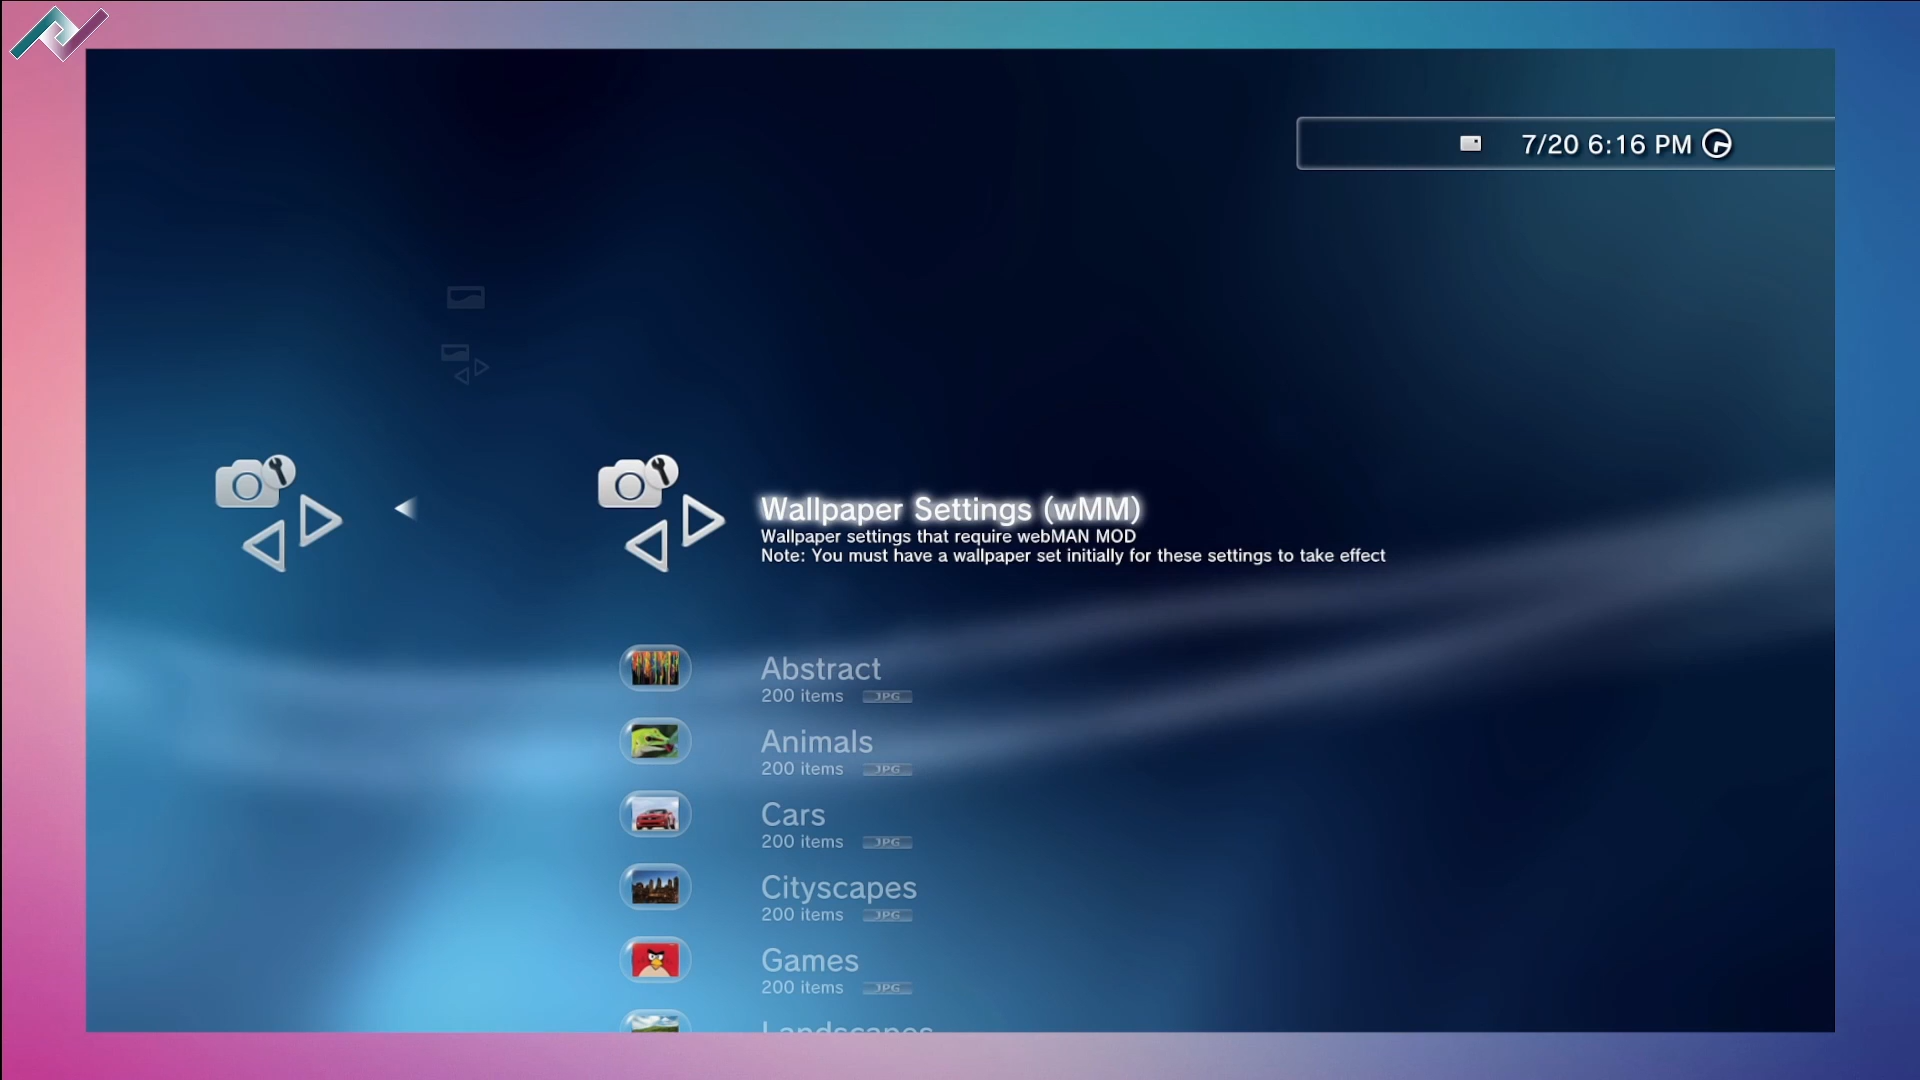 7/20 6:16 PM
Wallpaper Settings (wMM)
Wallpaper settings that require webMAN MOD
Note: You must have a wallpaper set initially for these settings to take effect
Abstract
200 items JPG
Animals
200 items JPG
Cars
200 items JPG
Cityscapes
200 items JPG
Games
200 items JPG
Landscapes